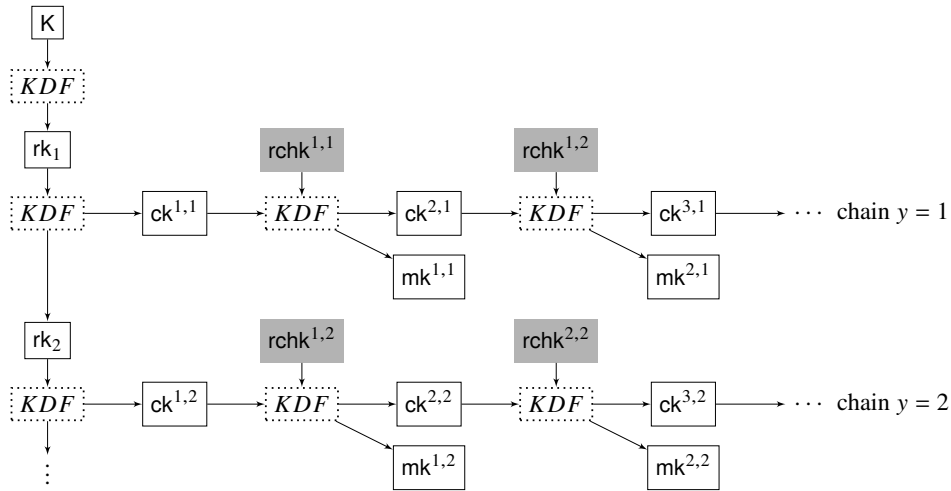 K
KDF
rk₁
rchk¹,¹ rchk¹,²
KDF ck¹,¹ KDF ck²,¹ KDF ck³,¹ ··· chain y = 1
mk¹,¹ mk²,¹
rk₂
rchk¹,² rchk²,²
KDF ck¹,² KDF ck²,² KDF ck³,² ··· chain y = 2
mk¹,² mk²,²
⋮